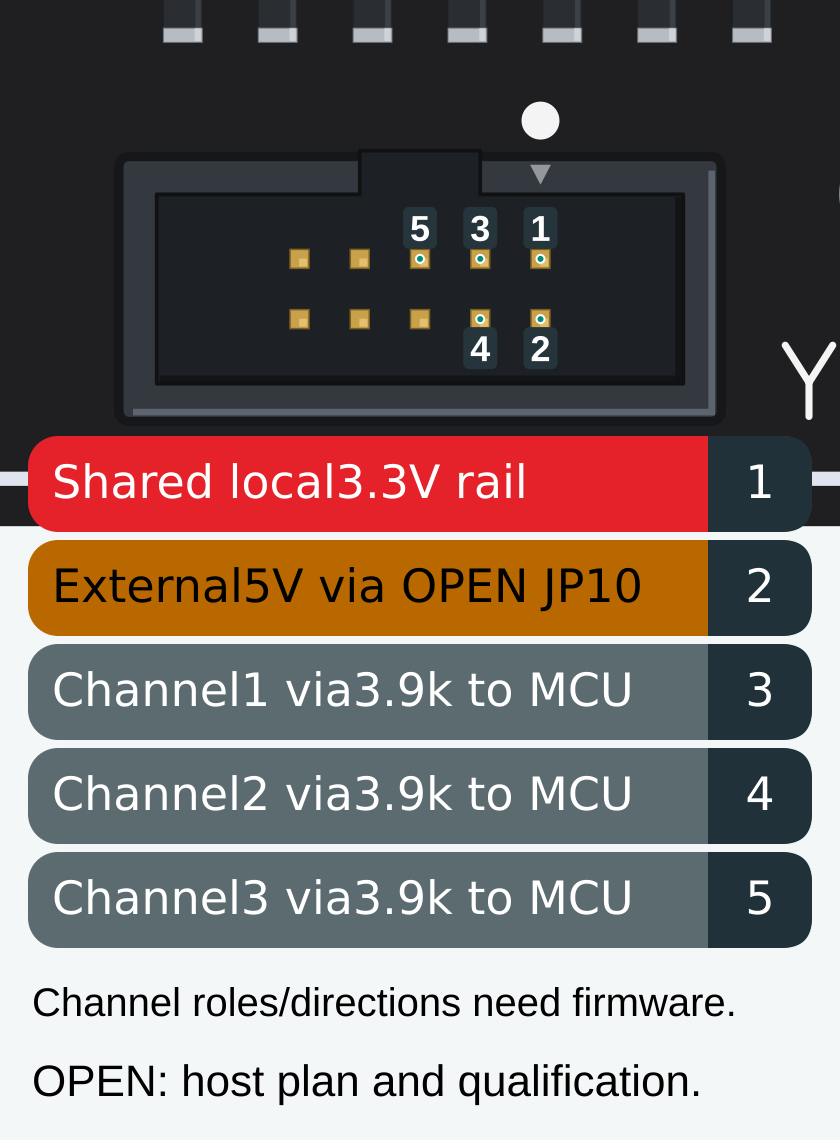 5 3 1
4 2
Y
Shared local3.3V rail 1
External5V via OPEN JP10 2
Channel1 via3.9k to MCU 3
Channel2 via3.9k to MCU 4
Channel3 via3.9k to MCU 5
Channel roles/directions need firmware.
OPEN: host plan and qualification.